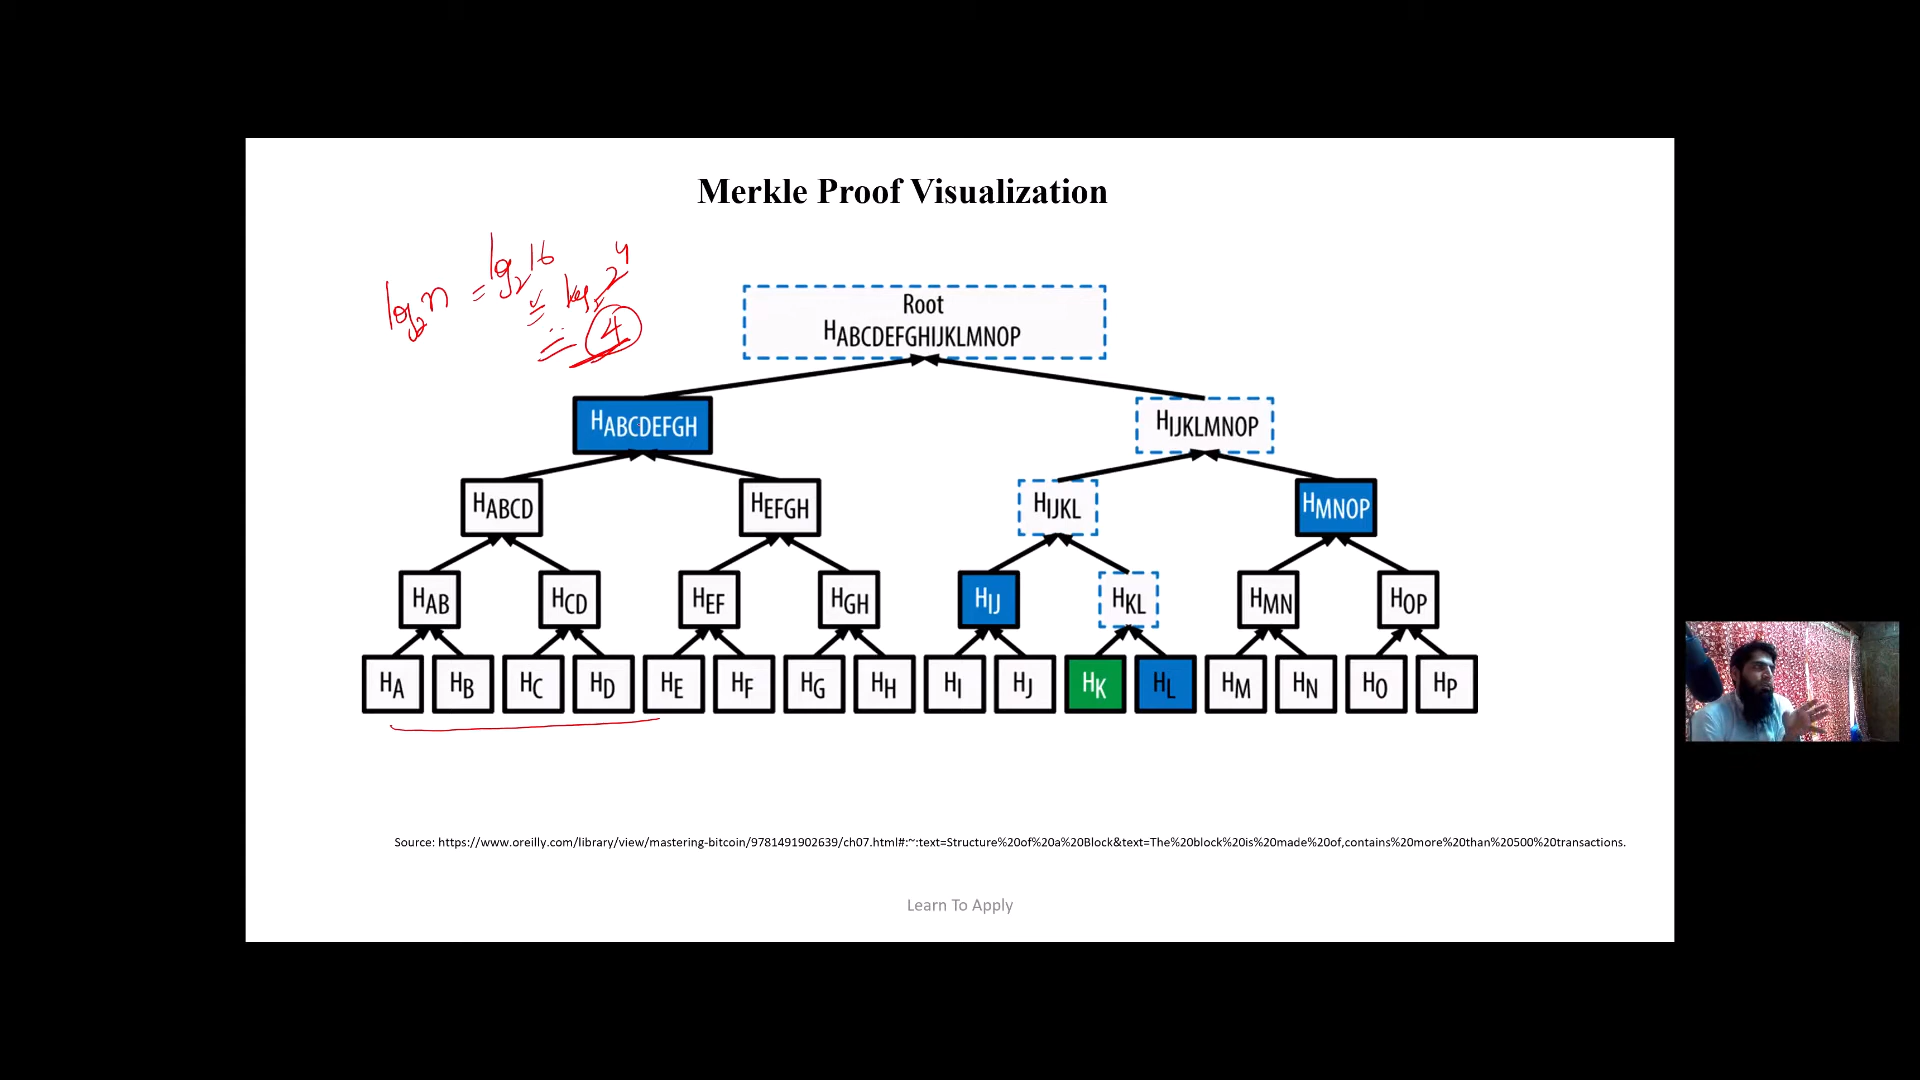 Merkle Proof Visualization
log₂n = log₂16
= log₂2⁴
= 4
Root
HABCDEFGHIJKLMNOP
HABCDEFGH HIJKLMNOP
HABCD HEFGH HIJKL HMNOP
HAB HCD HEF HGH HIJ HKL HMN HOP
HA HB HC HD HE HF HG HH HI HJ HK HL HM HN HO HP
Source: https://www.oreilly.com/library/view/mastering-bitcoin/9781491902639/ch07.html#:~:text=Structure%20of%20a%20Block&text=The%20block%20is%20made%20of,contains%20more%20than%20500%20transactions.
Learn To Apply